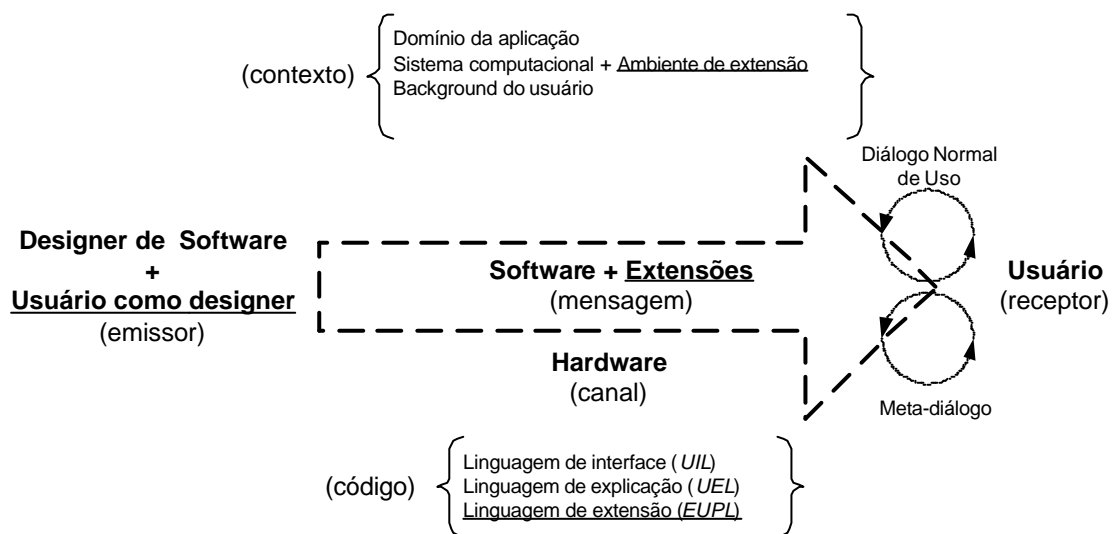 Domínio da aplicação
(contexto)
Sistema computacional + Ambiente de extensão
Background do usuário
Diálogo Normal
de Uso
Designer de Software
+
Usuário como designer
(emissor)
Software + Extensões
(mensagem)
Usuário
(receptor)
Hardware
(canal)
Meta-diálogo
(código)
Linguagem de interface (UIL)
Linguagem de explicação (UEL)
Linguagem de extensão (EUPL)